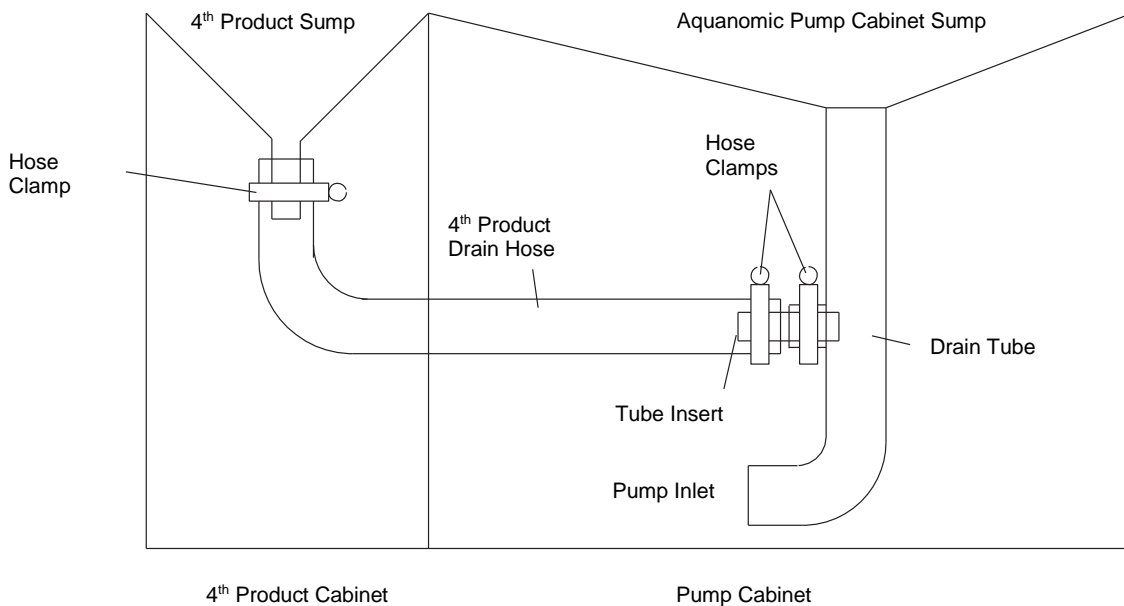 4th Product Sump
Aquanomic Pump Cabinet Sump
Hose
Clamp
Hose
Clamps
4th Product
Drain Hose
Drain Tube
Tube Insert
Pump Inlet
4th Product Cabinet
Pump Cabinet